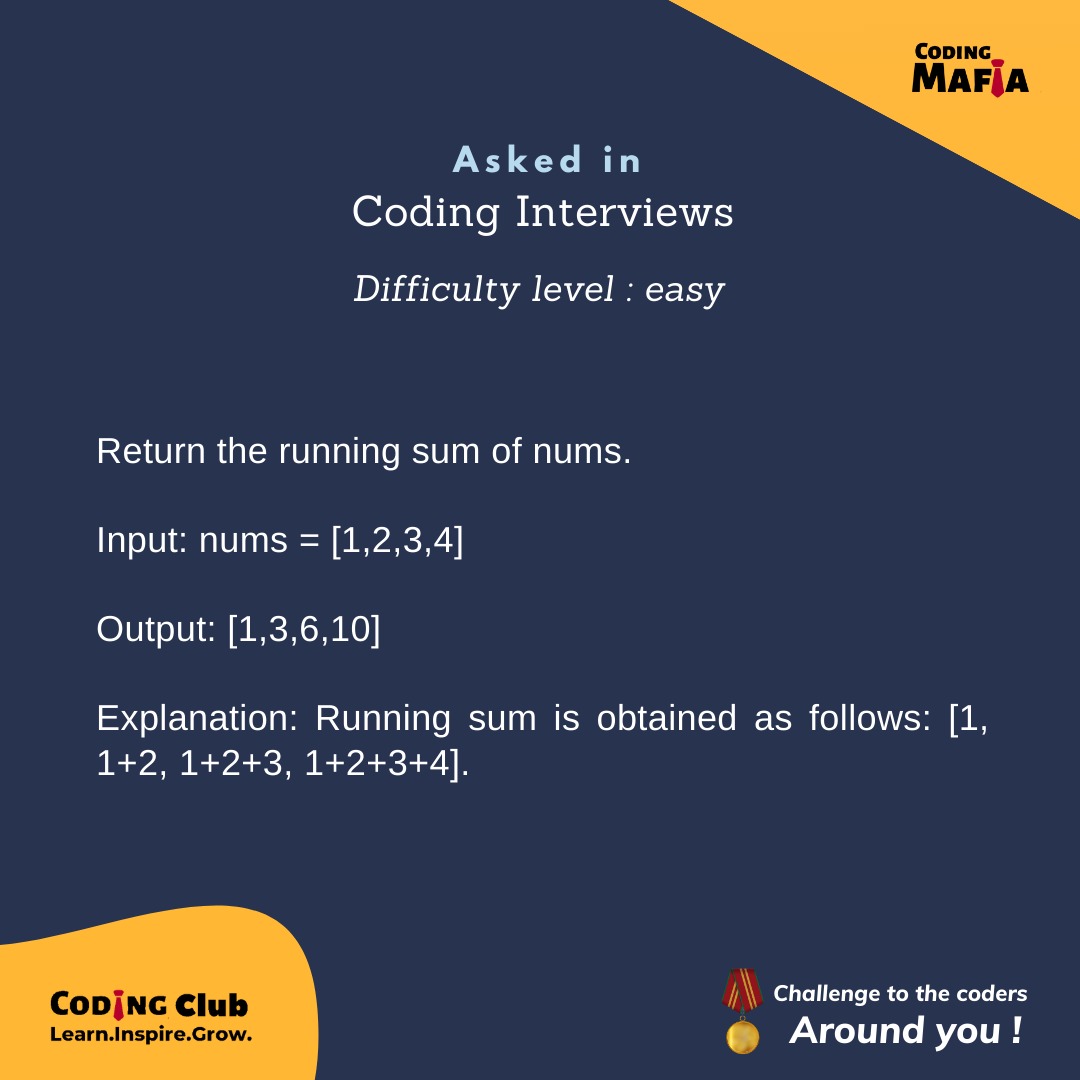 CODING
MAFIA
Asked in
Coding Interviews
Difficulty level : easy
Return the running sum of nums.
Input: nums = [1,2,3,4]
Output: [1,3,6,10]
Explanation: Running sum is obtained as follows: [1,
1+2, 1+2+3, 1+2+3+4].
CODING Club
Learn.Inspire.Grow.
Challenge to the coders
Around you !